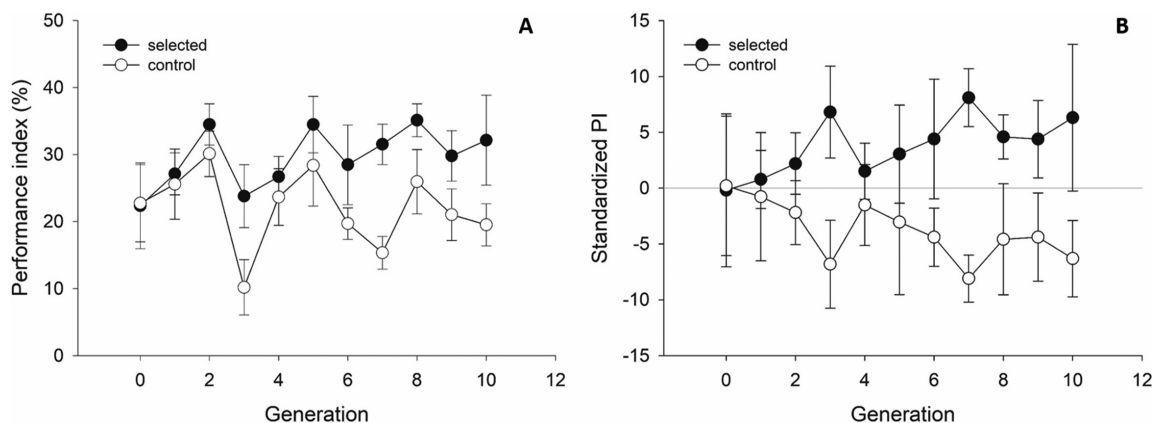 A
selected
control
Performance index (%)
50
40
30
20
10
0
0 2 4 6 8 10 12
Generation
B
selected
control
Standardized PI
15
10
5
0
-5
-10
-15
0 2 4 6 8 10 12
Generation